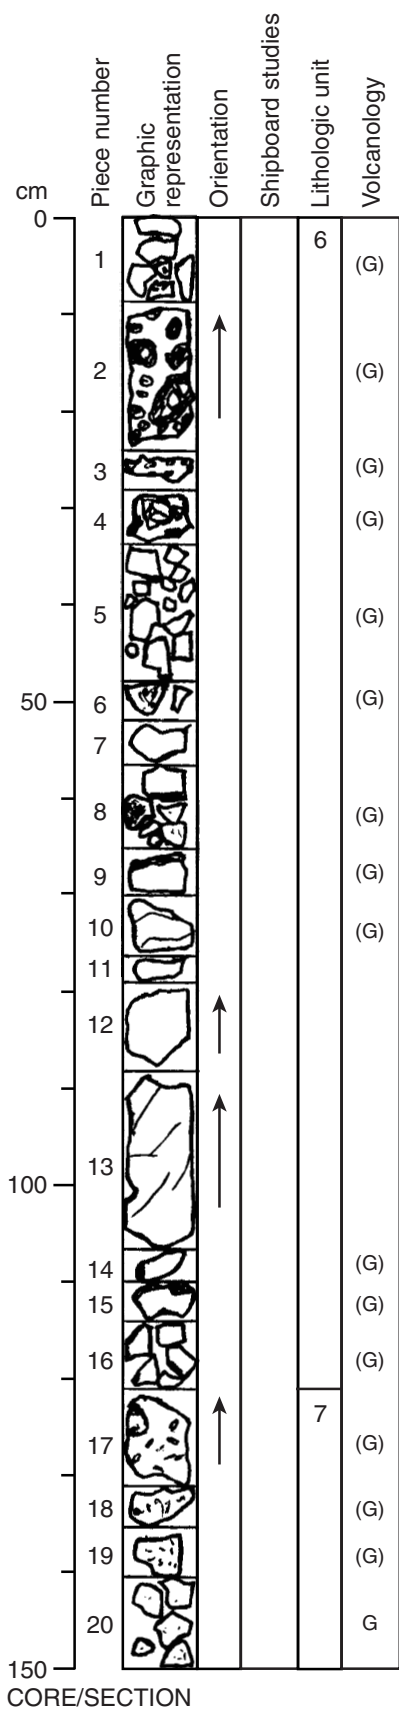 cm
Piece number
Graphic
representation
Orientation
Shipboard studies
Lithologic unit
Volcanology
0
6
1
(G)
2
(G)
3
(G)
4
(G)
5
(G)
50
6
(G)
7
8
(G)
9
(G)
10
(G)
11
12
13
100
14
(G)
15
(G)
16
(G)
7
17
(G)
18
(G)
19
(G)
20
G
150
CORE/SECTION